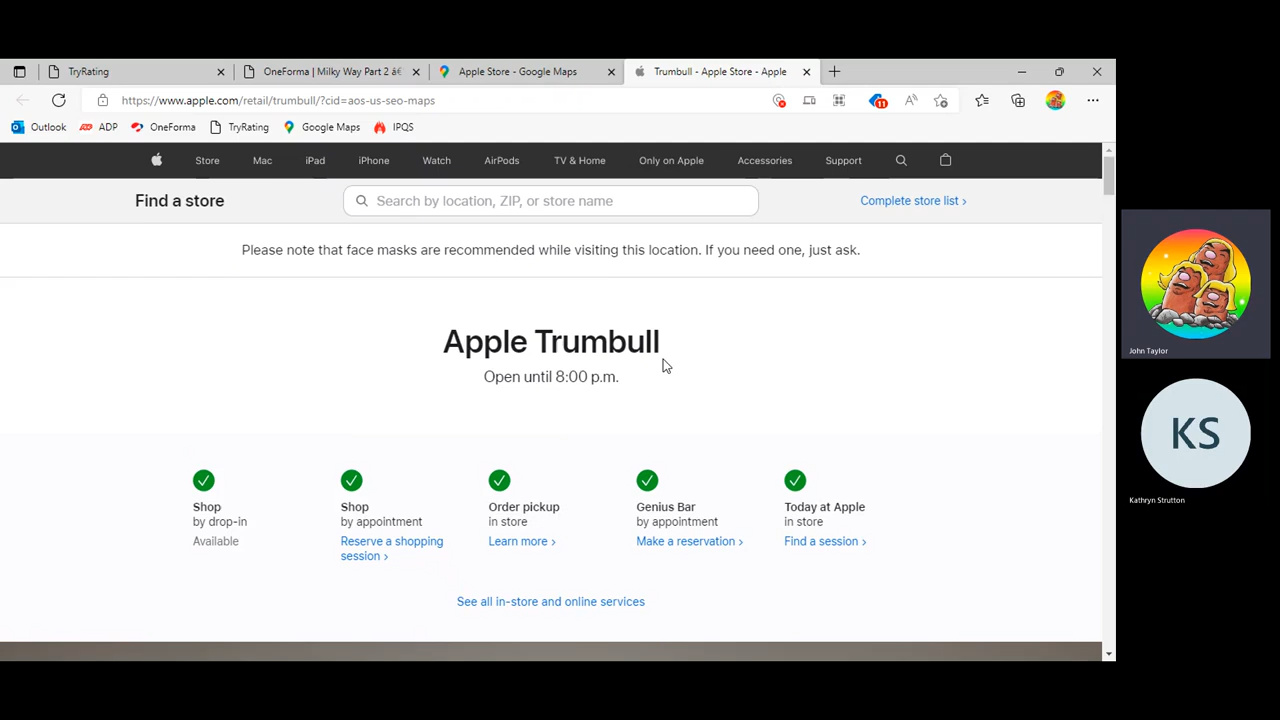 TryRating
OneForma | Milky Way Part 2 â€
Apple Store - Google Maps
Trumbull - Apple Store - Apple
https://www.apple.com/retail/trumbull/?cid=aos-us-seo-maps
11
Outlook ADP OneForma TryRating Google Maps IPQS
Store Mac iPad iPhone Watch AirPods TV & Home Only on Apple Accessories Support
Find a store
Search by location, ZIP, or store name
Complete store list >
Please note that face masks are recommended while visiting this location. If you need one, just ask.
Apple Trumbull
Open until 8:00 p.m.
Shop
by drop-in
Available
Shop
by appointment
Reserve a shopping
session >
Order pickup
in store
Learn more >
Genius Bar
by appointment
Make a reservation >
Today at Apple
in store
Find a session >
See all in-store and online services
John Taylor
KS
Kathryn Strutton